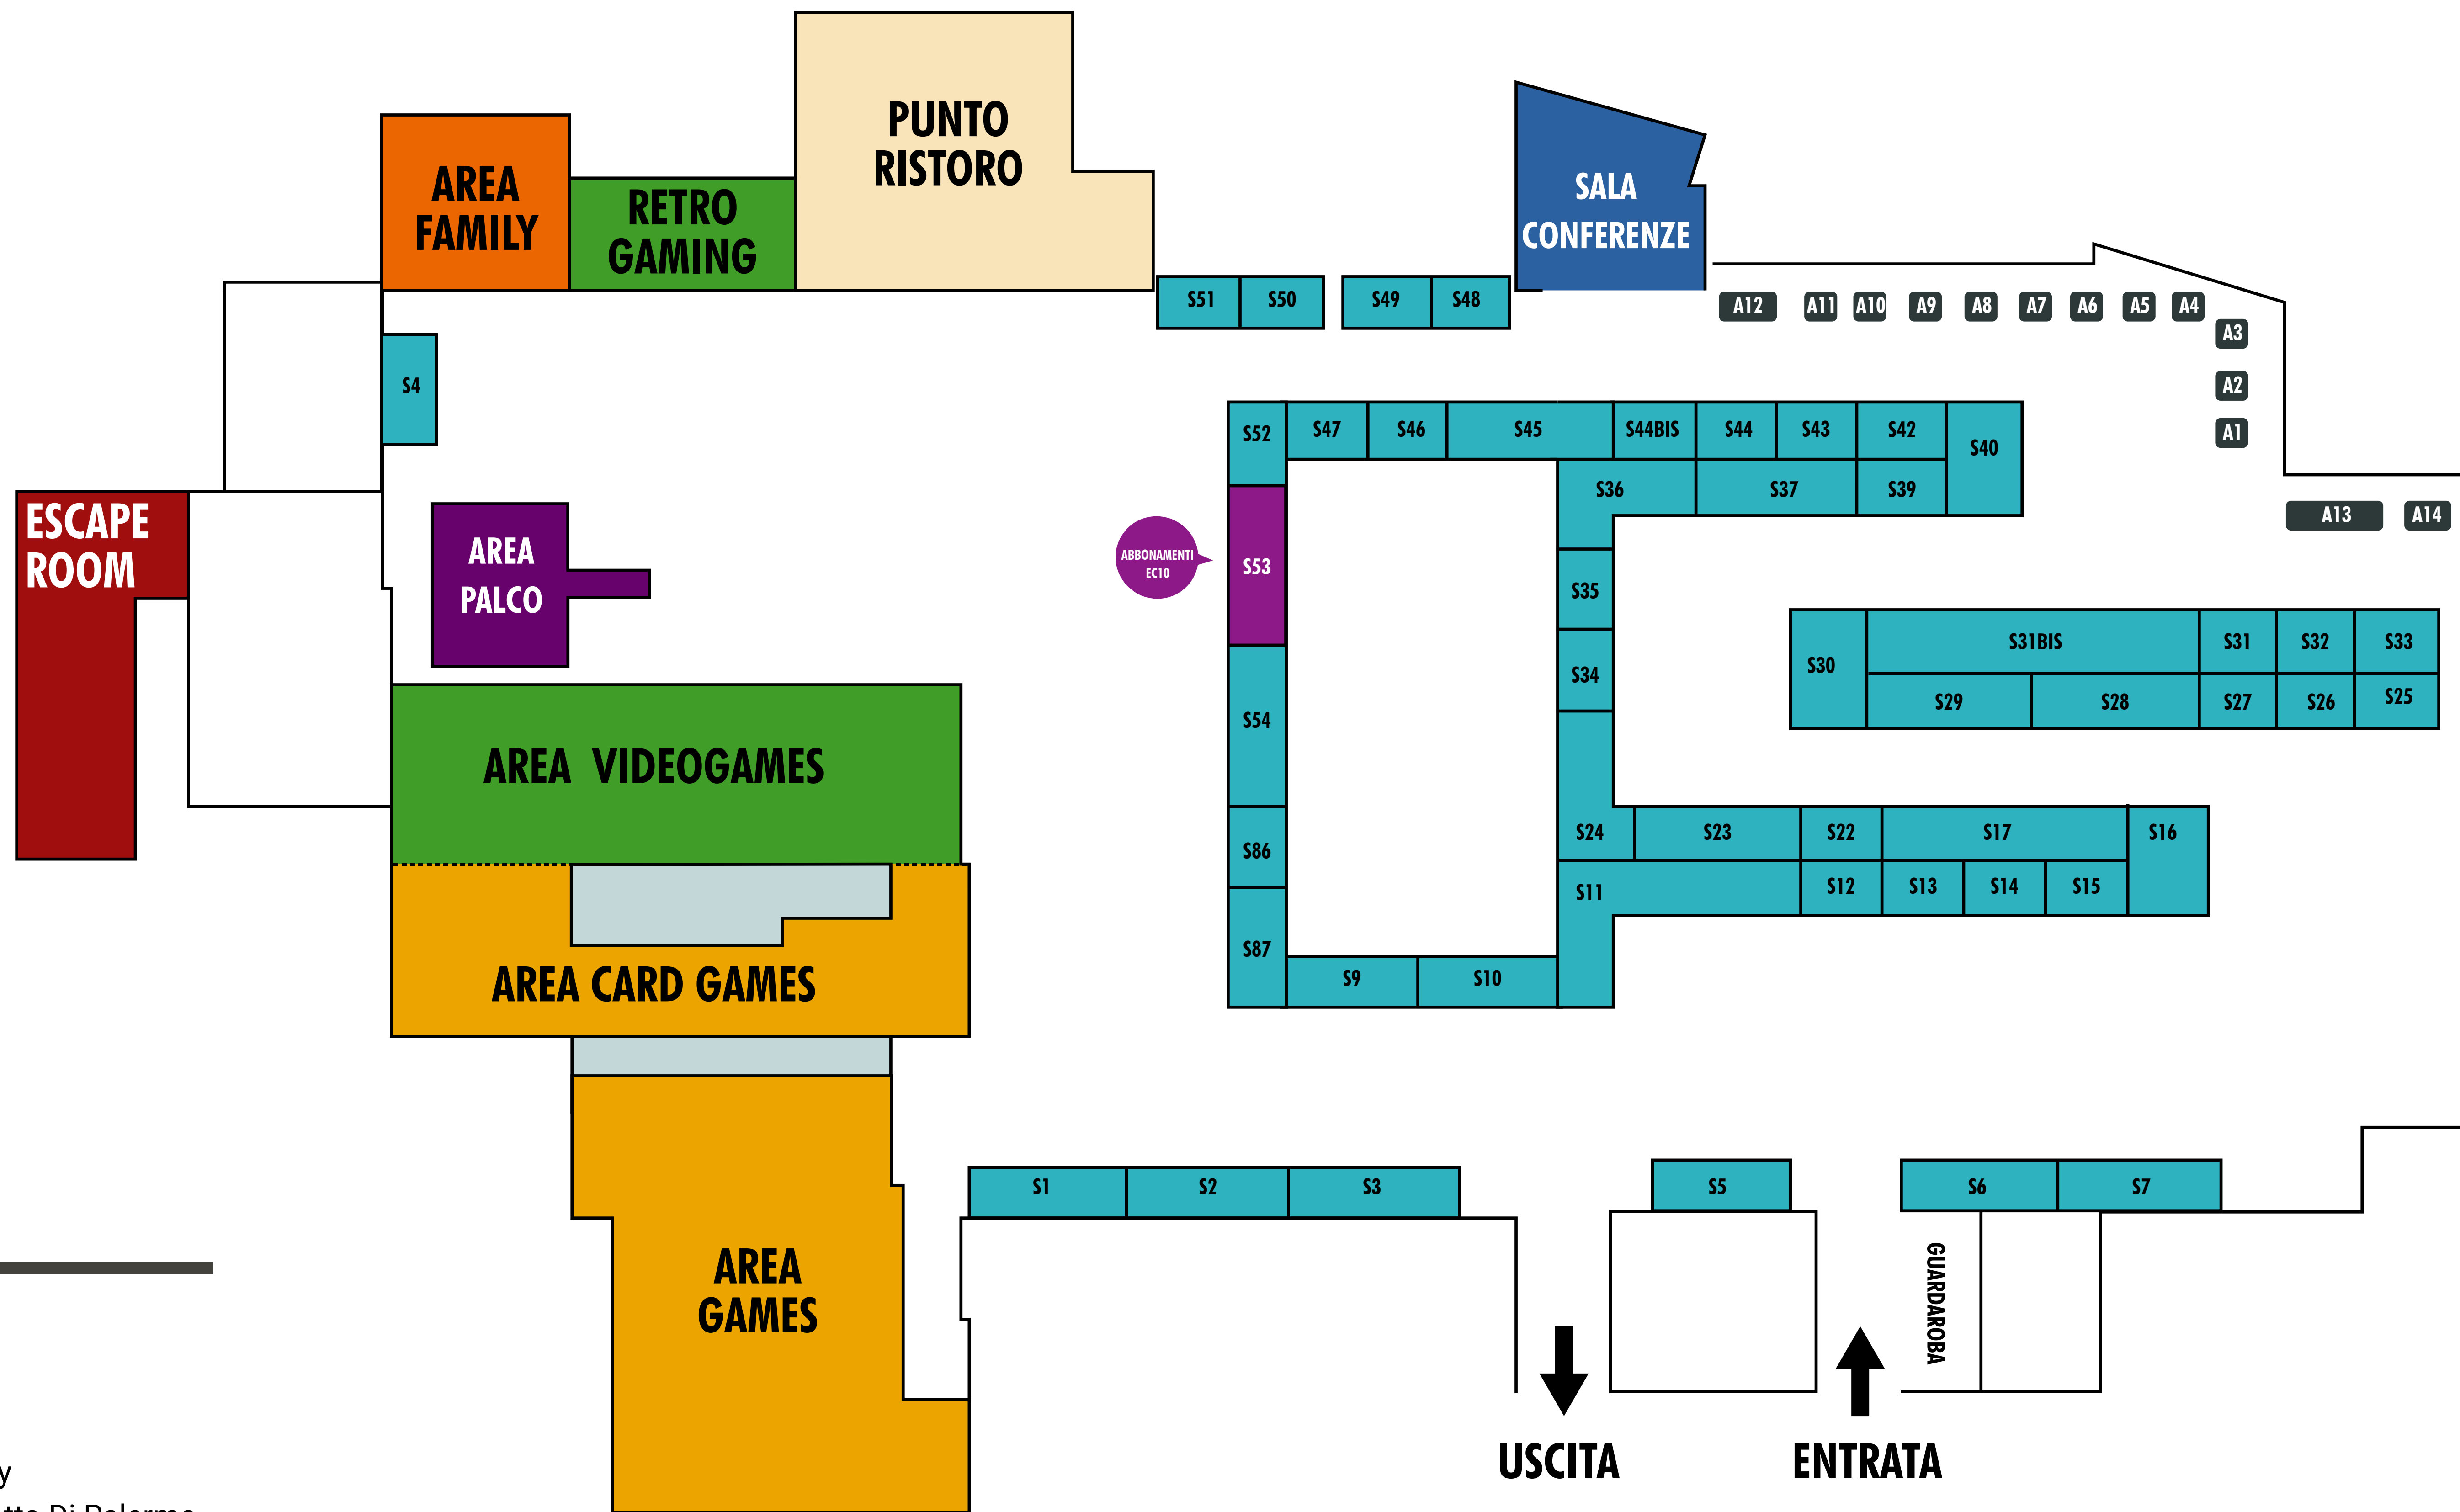 PUNTO
RISTORO
AREA
FAMILY
RETRO
GAMING
SALA
CONFERENZE
S51
S50
S49
S48
A12
A11
A10
A9
A8
A7
A6
A5
A4
A3
A2
A1
A13
A14
S4
ESCAPE
ROOM
AREA
PALCO
ABBONAMENTI
EC10
S52
S47
S46
S45
S44BIS
S44
S43
S42
S40
S36
S37
S39
S53
S35
S34
S54
S30
S31BIS
S31
S32
S33
S29
S28
S27
S26
S25
AREA VIDEOGAMES
S86
S24
S23
S22
S17
S16
S11
S12
S13
S14
S15
S87
S9
S10
AREA CARD GAMES
AREA
GAMES
S1
S2
S3
S5
S6
S7
GUARDAROBA
USCITA
ENTRATA
y
Di Palermo